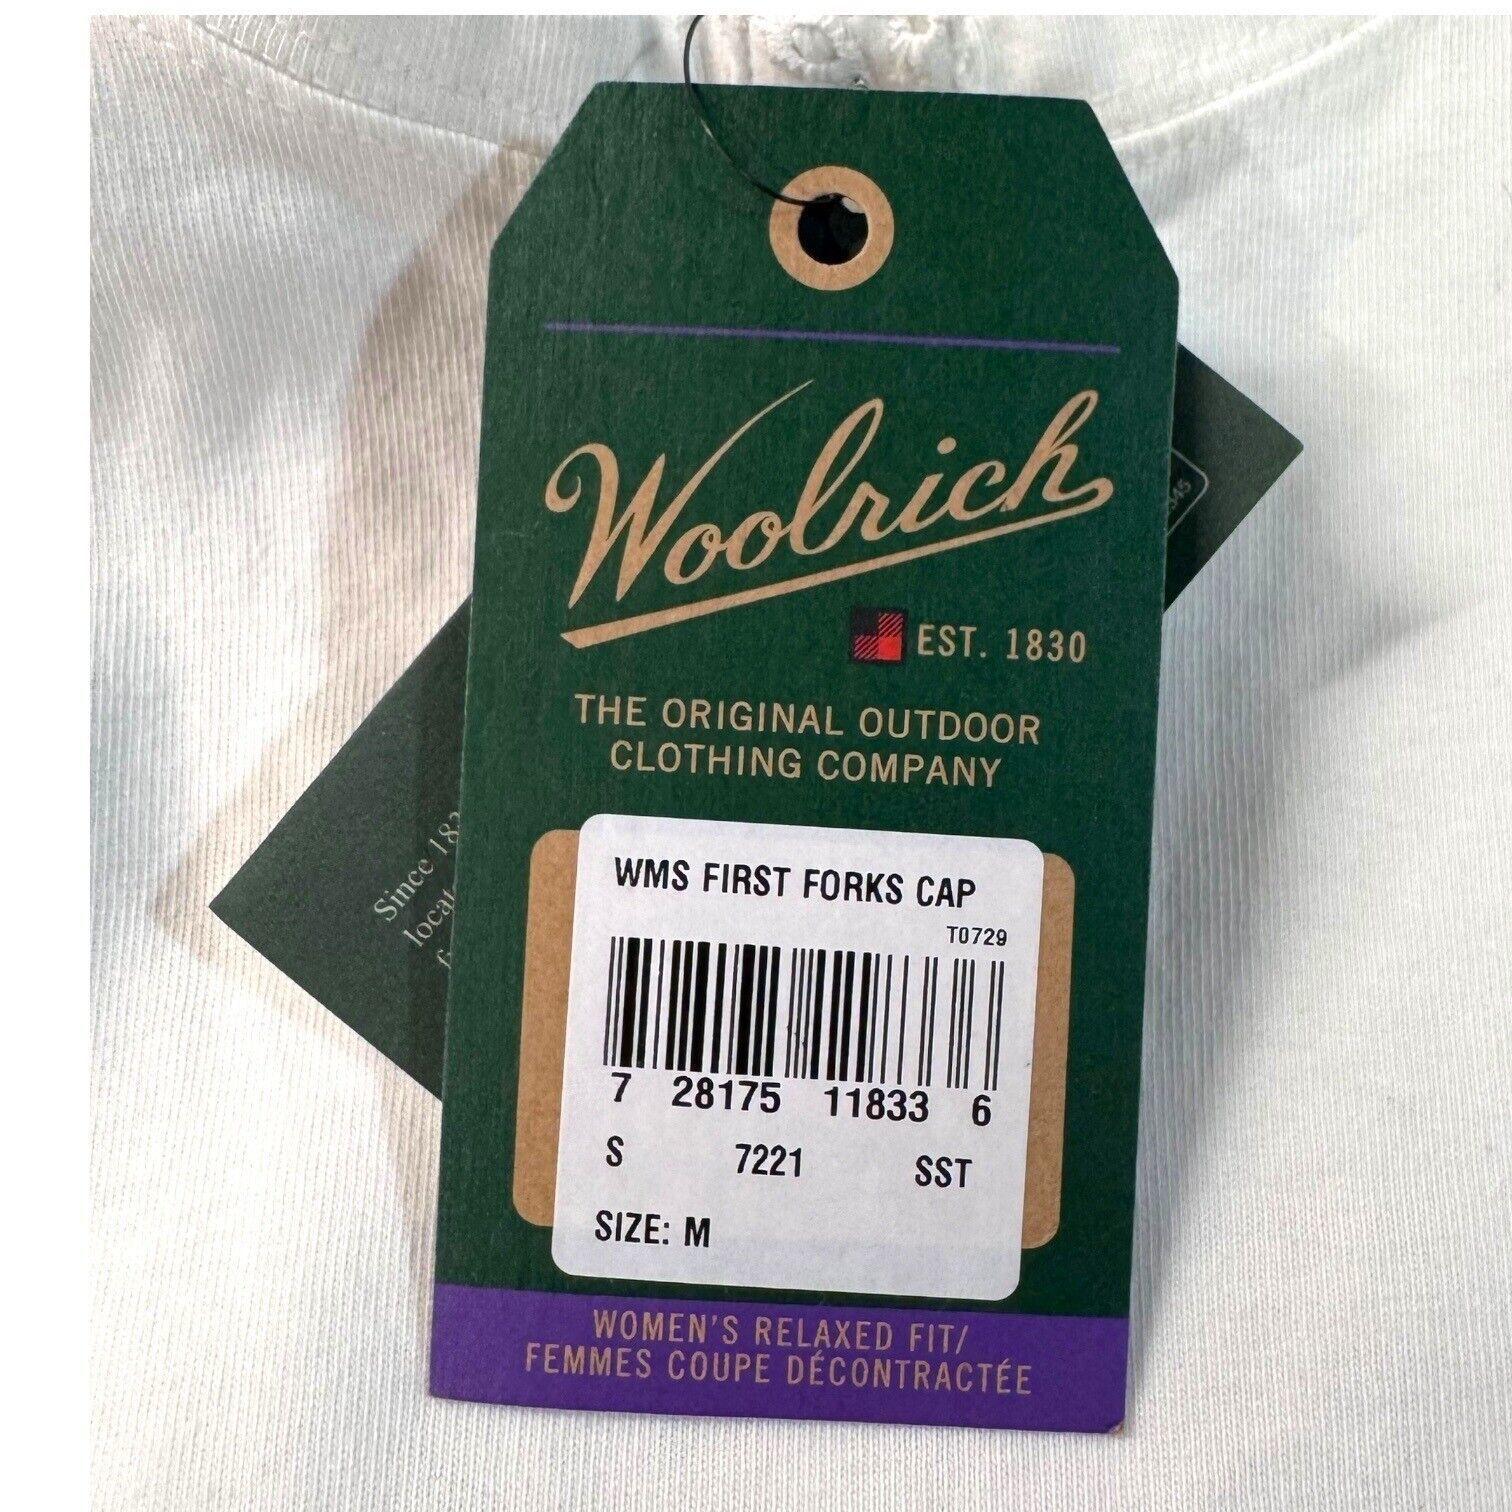 Woolrich
EST. 1830
THE ORIGINAL OUTDOOR
CLOTHING COMPANY
WMS FIRST FORKS CAP
T0729
7 28175 11833 6
S 7221 SST
SIZE: M
WOMEN'S RELAXED FIT/
FEMMES COUPE DÉCONTRACTÉE
Since